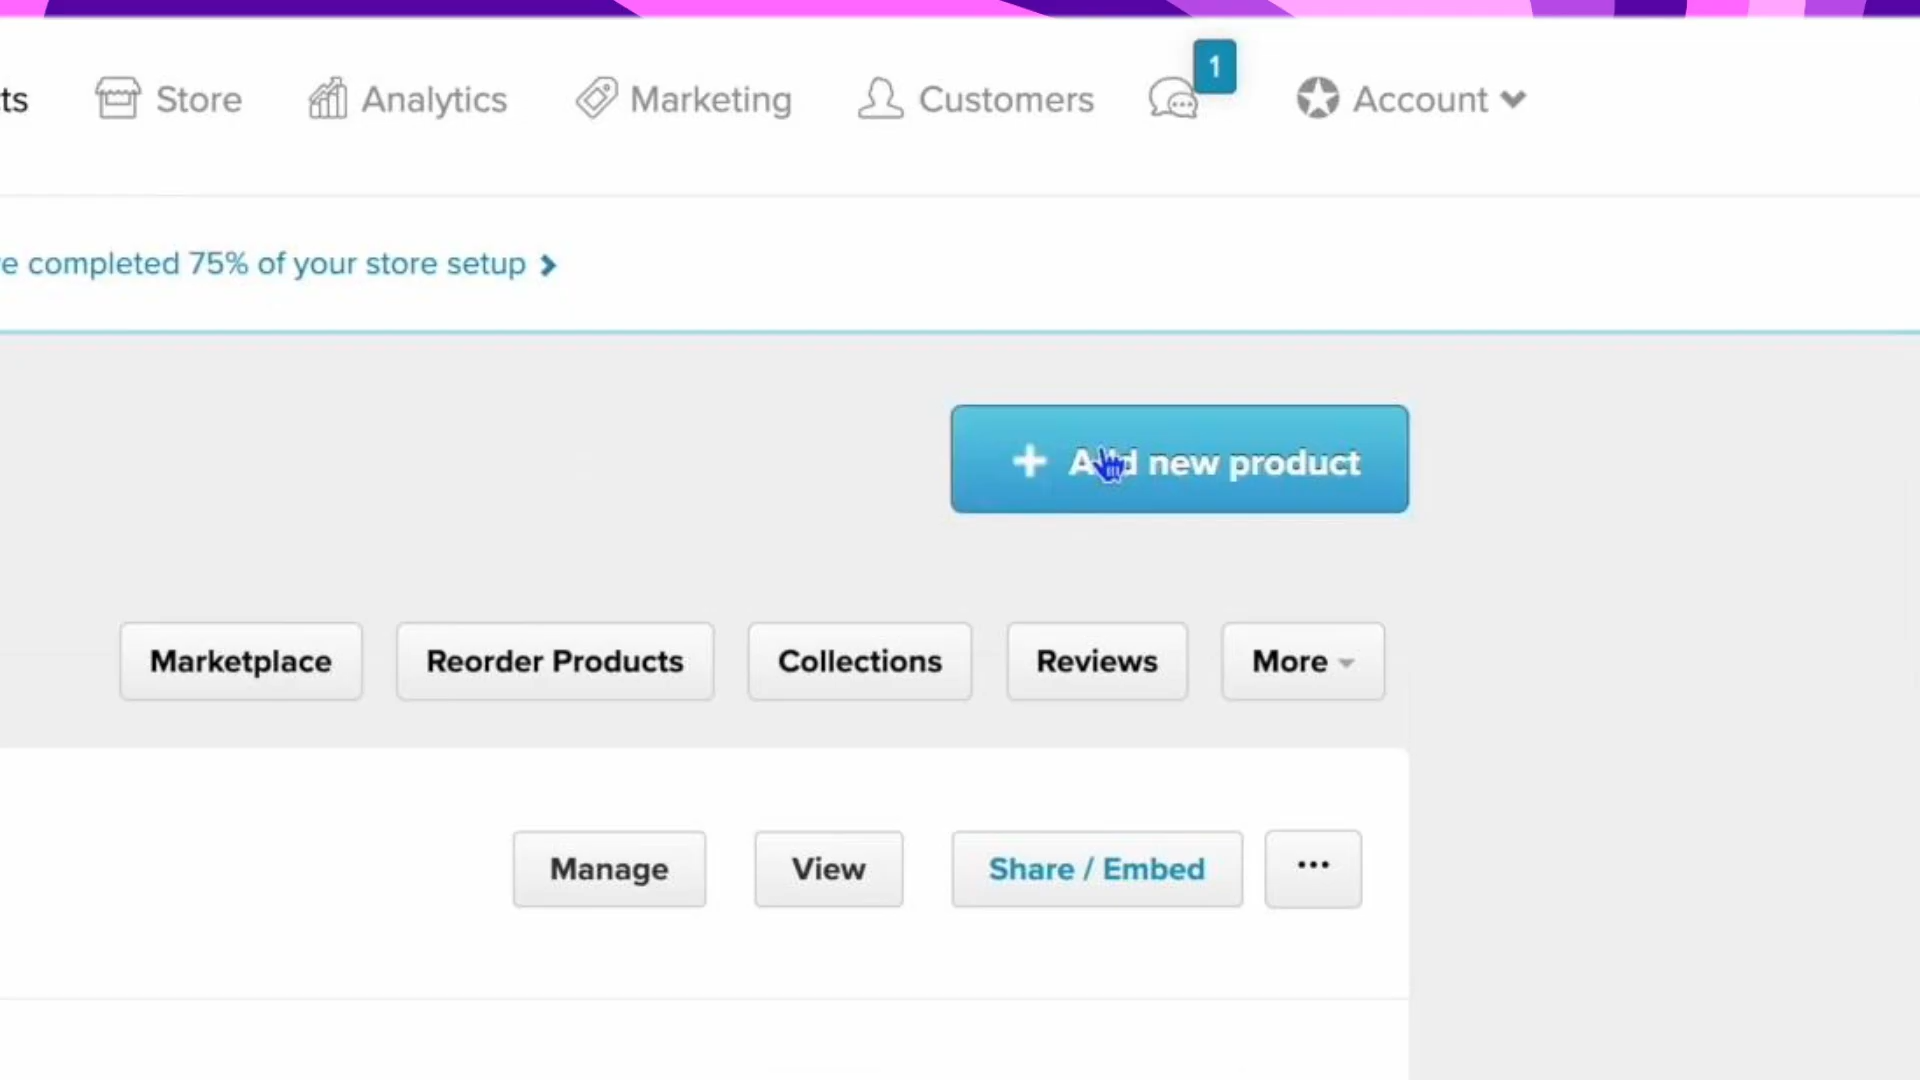 ts Store Analytics Marketing Customers 1 Account
e completed 75% of your store setup
+ Add new product
Marketplace Reorder Products Collections Reviews More
Manage View Share / Embed ...